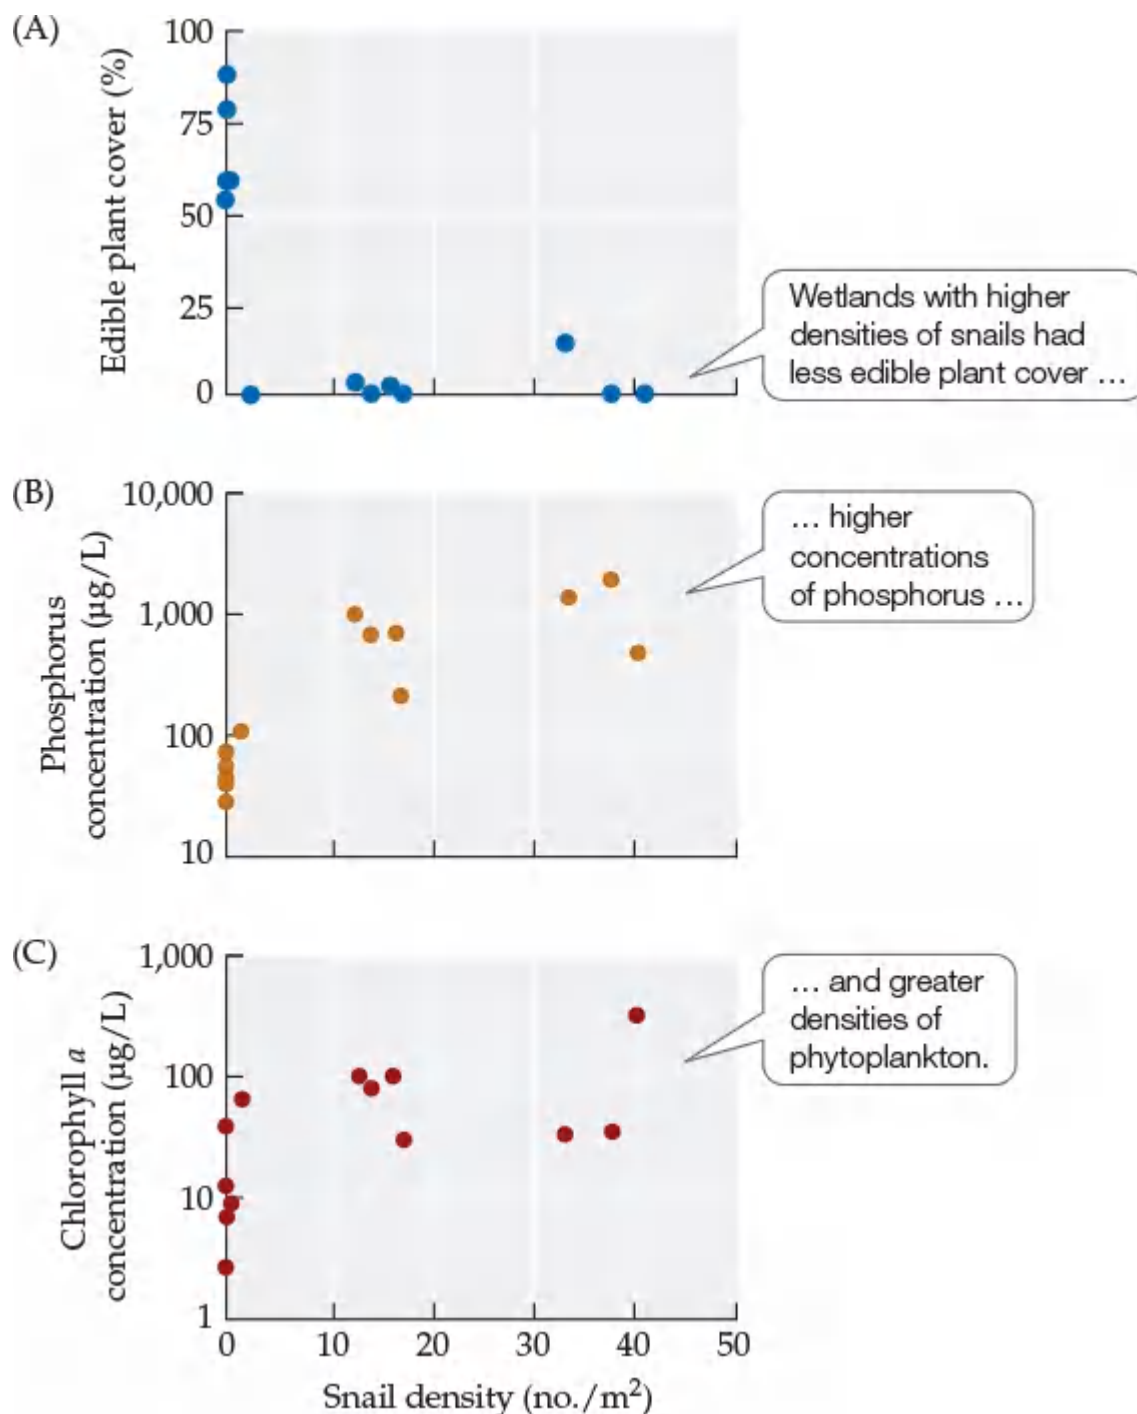 (A)
Edible plant cover (%)
100
75
50
25
0
Wetlands with higher
densities of snails had
less edible plant cover …
(B)
Phosphorus
concentration (µg/L)
10,000
1,000
100
10
… higher
concentrations
of phosphorus …
(C)
Chlorophyll a
concentration (µg/L)
1,000
100
10
1
… and greater
densities of
phytoplankton.
0 10 20 30 40 50
Snail density (no./m²)